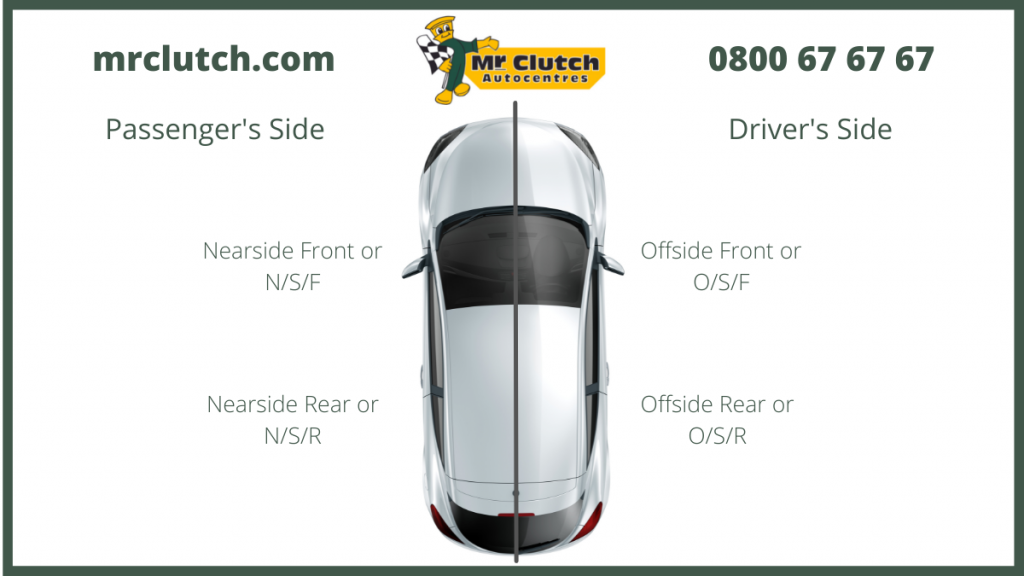 mrclutch.com
Mr Clutch
Autocentres
0800 67 67 67
Passenger's Side
Driver's Side
Nearside Front or
N/S/F
Offside Front or
O/S/F
Nearside Rear or
N/S/R
Offside Rear or
O/S/R